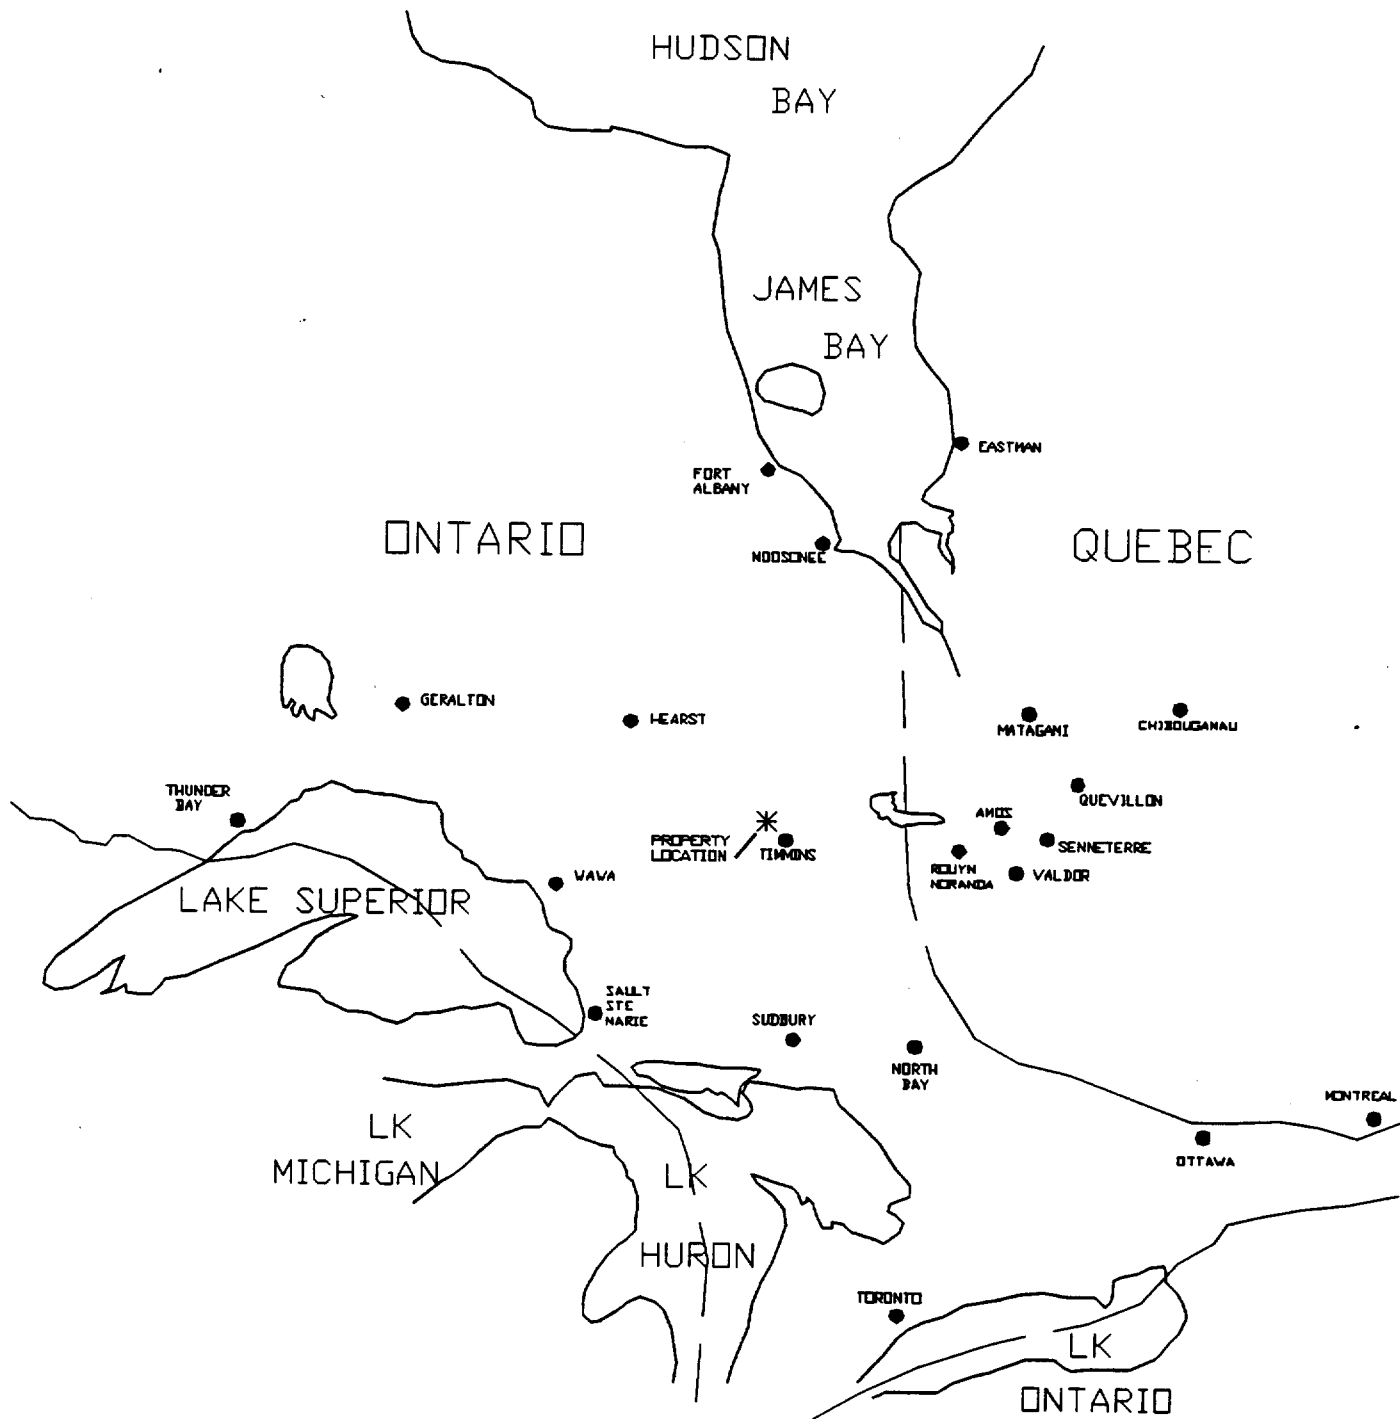 HUDSON
BAY
JAMES
BAY
EASTMAN
FORT
ALBANY
ONTARIO
QUEBEC
MOOSONEE
GERALTON
HEARST
MATAGAMI
CHIBOUGAMAU
THUNDER
BAY
QUEVILLON
AMOS
PROPERTY
LOCATION
TIMMINS
SENNETERRE
ROUYN
NORANDA
VALDOR
WAWA
LAKE SUPERIOR
SAULT
STE
MARIE
SUDBURY
NORTH
BAY
MONTREAL
LK
MICHIGAN
OTTAWA
LK
HURON
TORONTO
LK
ONTARIO